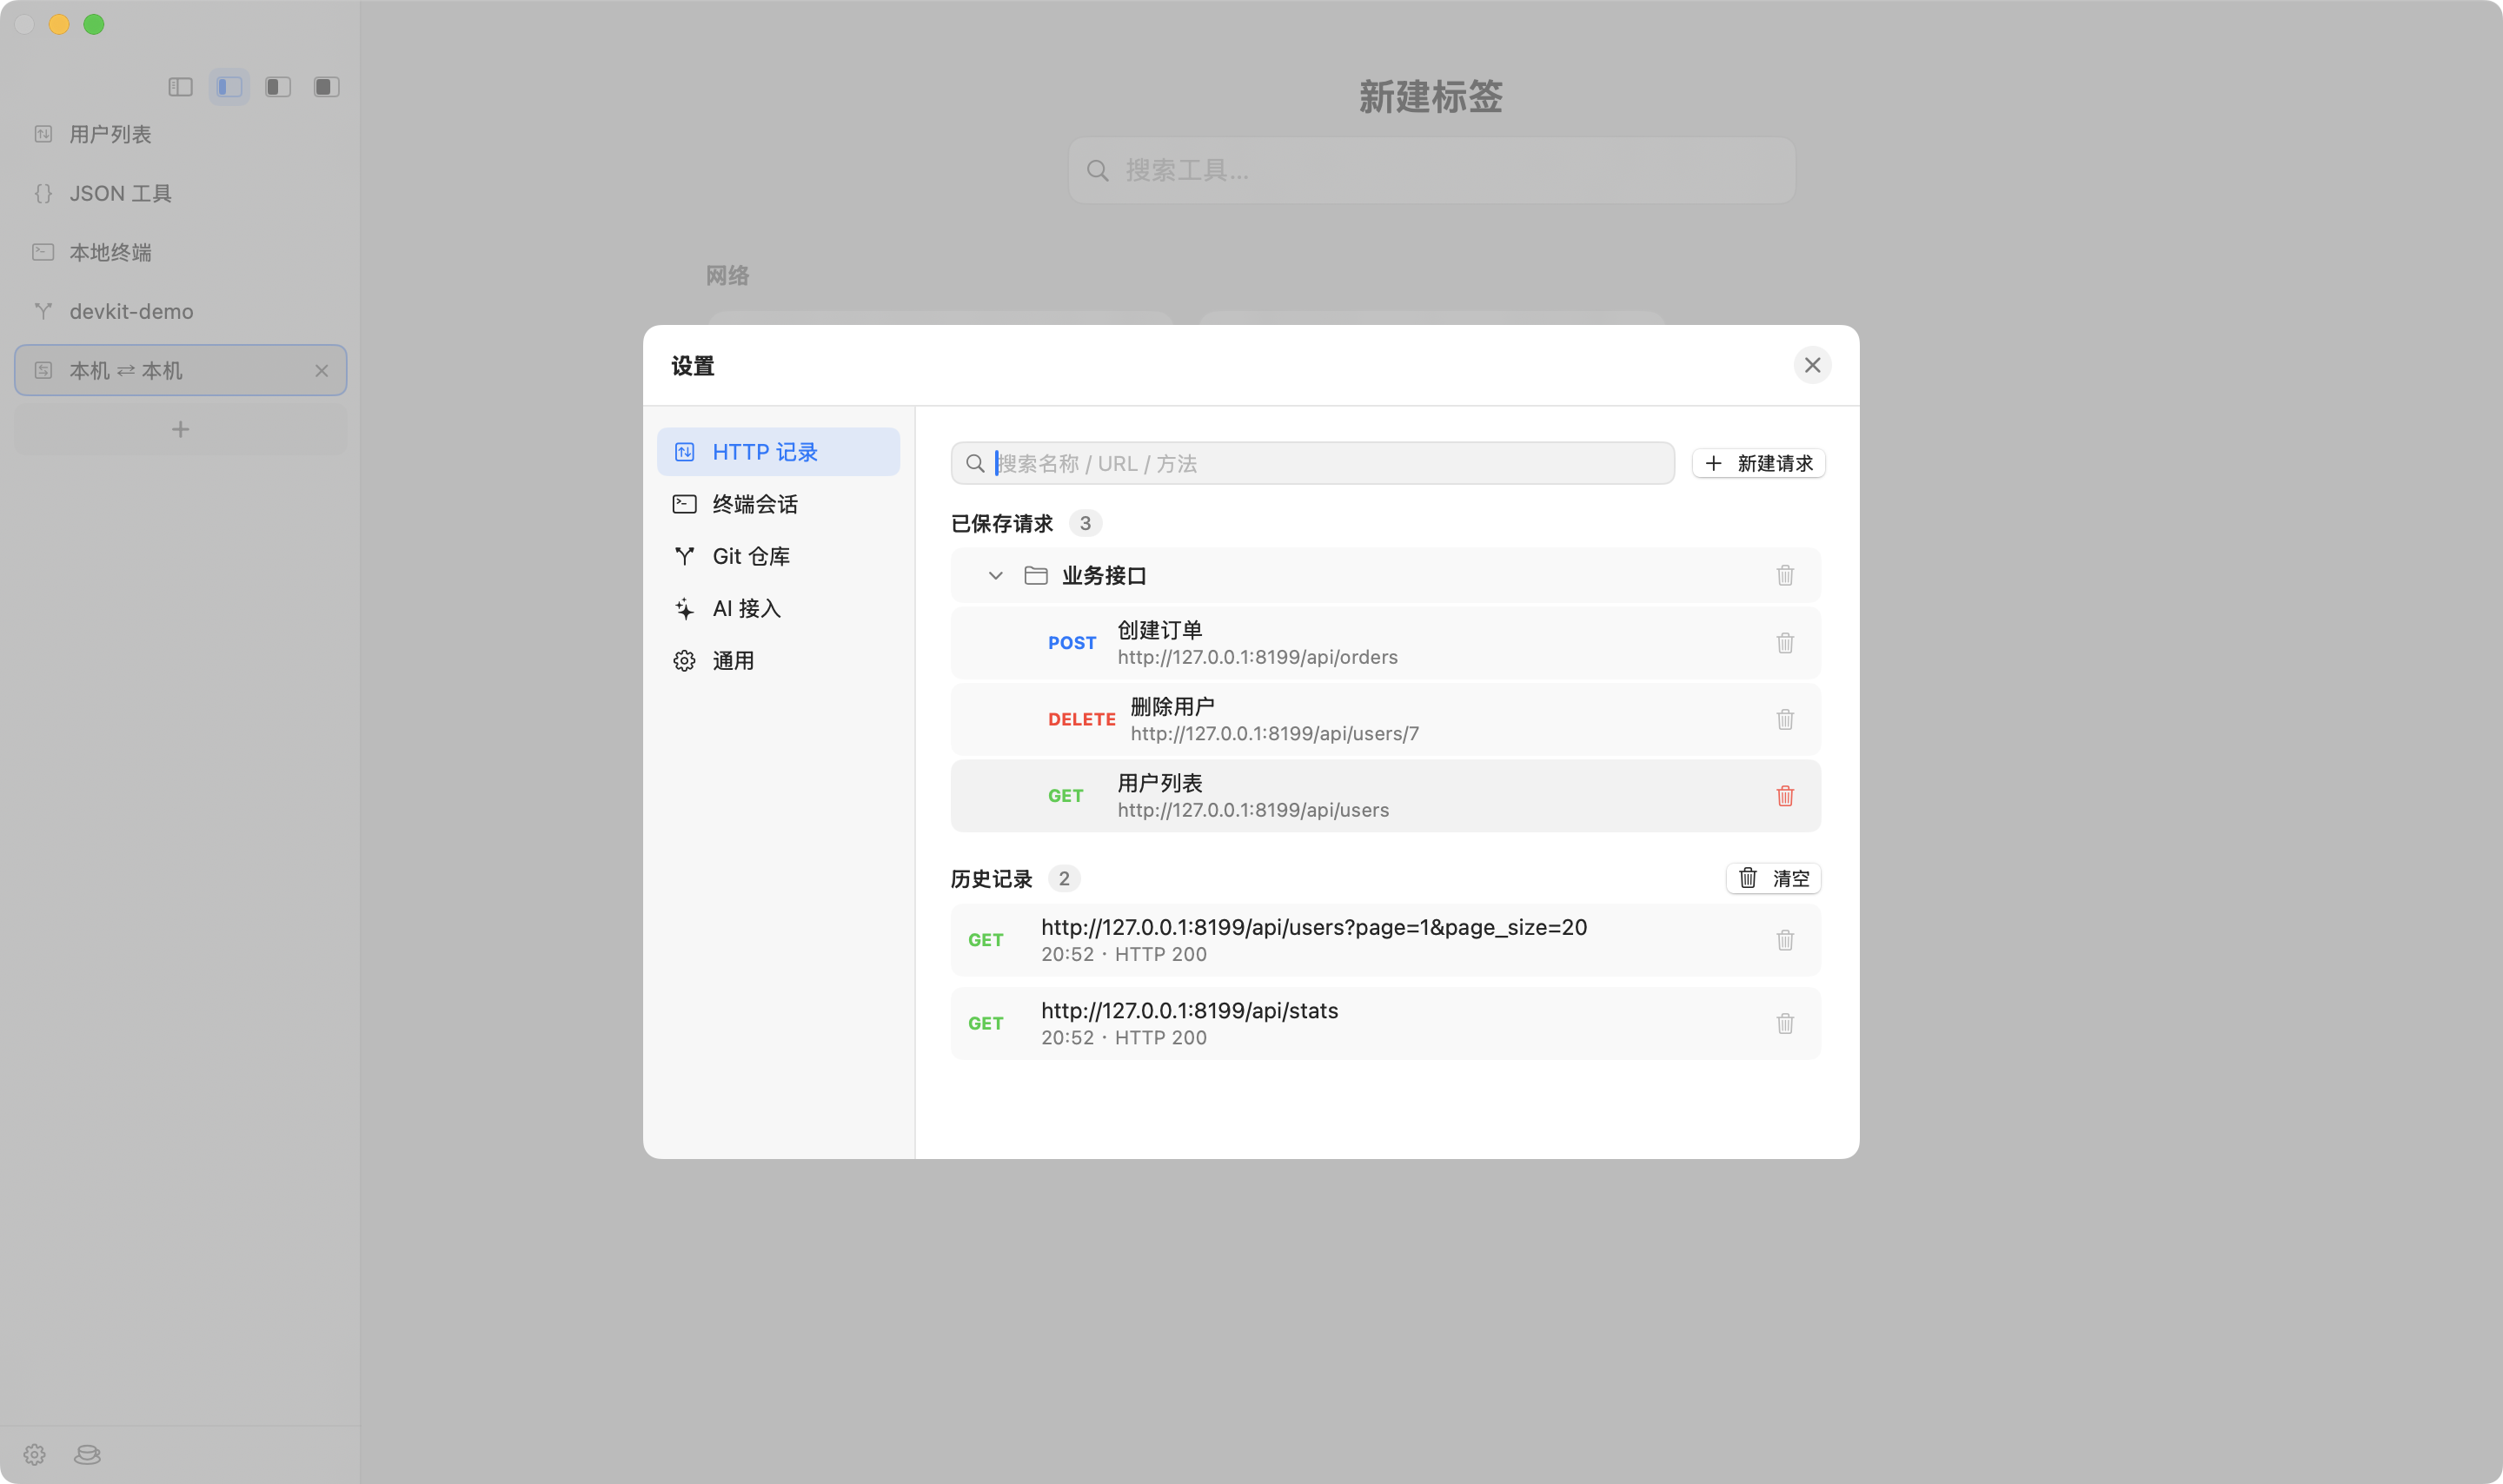 用户列表
JSON 工具
本地终端
devkit-demo
本机 ⇄ 本机
新建标签
搜索工具...
网络
设置
HTTP 记录
终端会话
Git 仓库
AI 接入
通用
搜索名称 / URL / 方法
新建请求
已保存请求 3
业务接口
POST 创建订单
http://127.0.0.1:8199/api/orders
DELETE 删除用户
http://127.0.0.1:8199/api/users/7
GET 用户列表
http://127.0.0.1:8199/api/users
历史记录 2 清空
GET http://127.0.0.1:8199/api/users?page=1&page_size=20
20:52 · HTTP 200
GET http://127.0.0.1:8199/api/stats
20:52 · HTTP 200